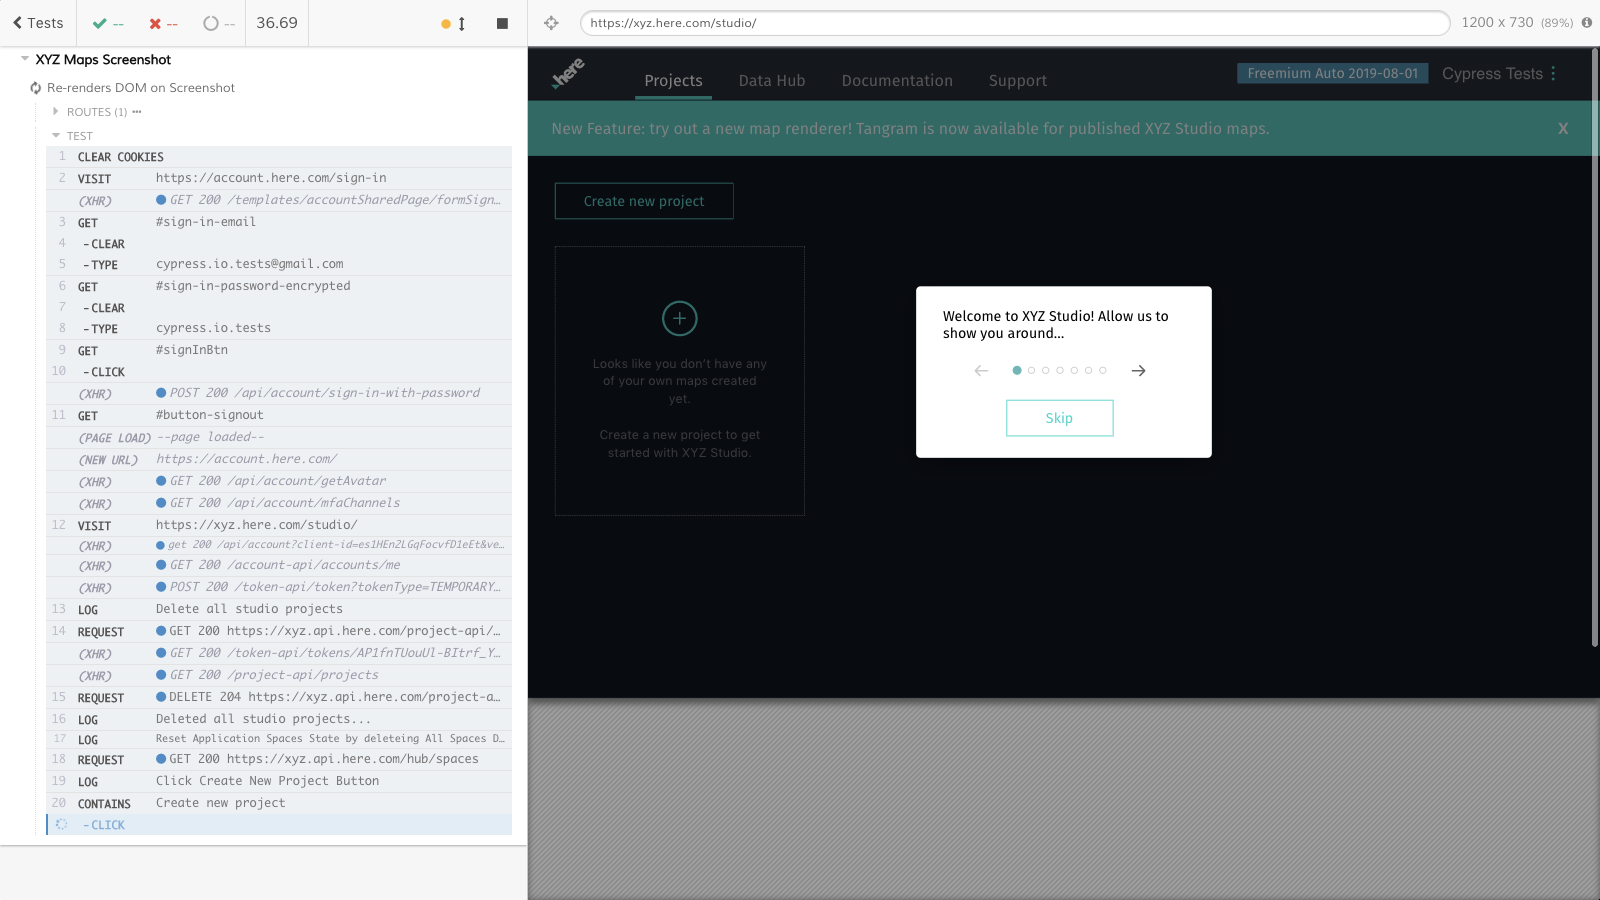 Tests
--
--
--
36.69
https://xyz.here.com/studio/
1200 x 730 (89%)
XYZ Maps Screenshot
Re-renders DOM on Screenshot
ROUTES (1)
TEST
1 CLEAR COOKIES
2 VISIT https://account.here.com/sign-in
(XHR) GET 200 /templates/accountSharedPage/formSign…
3 GET #sign-in-email
4 -CLEAR
5 -TYPE cypress.io.tests@gmail.com
6 GET #sign-in-password-encrypted
7 -CLEAR
8 -TYPE cypress.io.tests
9 GET #signInBtn
10 -CLICK
(XHR) POST 200 /api/account/sign-in-with-password
11 GET #button-signout
(PAGE LOAD) --page loaded--
(NEW URL) https://account.here.com/
(XHR) GET 200 /api/account/getAvatar
(XHR) GET 200 /api/account/mfaChannels
12 VISIT https://xyz.here.com/studio/
(XHR) get 200 /api/account?client-id=es1HEn2LGqFocvfD1eEt&ve…
(XHR) GET 200 /account-api/accounts/me
(XHR) POST 200 /token-api/token?tokenType=TEMPORARY…
13 LOG Delete all studio projects
14 REQUEST GET 200 https://xyz.api.here.com/project-api/…
(XHR) GET 200 /token-api/tokens/AP1fnTUouUl-BItrf_Y…
(XHR) GET 200 /project-api/projects
15 REQUEST DELETE 204 https://xyz.api.here.com/project-a…
16 LOG Deleted all studio projects...
17 LOG Reset Application Spaces State by deleteing All Spaces D…
18 REQUEST GET 200 https://xyz.api.here.com/hub/spaces
19 LOG Click Create New Project Button
20 CONTAINS Create new project
-CLICK
here
Projects
Data Hub
Documentation
Support
Freemium Auto 2019-08-01
Cypress Tests
New Feature: try out a new map renderer! Tangram is now available for published XYZ Studio maps.
X
Create new project
Looks like you don't have any
of your own maps created
yet.
Create a new project to get
started with XYZ Studio.
Welcome to XYZ Studio! Allow us to
show you around...
Skip